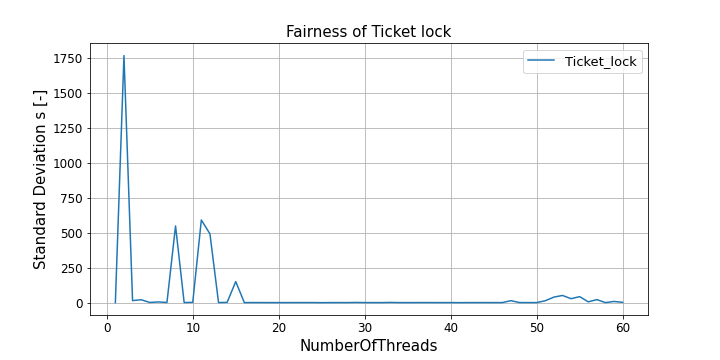 Fairness of Ticket lock
Ticket_lock
1750
1500
1250
1000
750
500
250
0
Standard Deviation s [-]
0 10 20 30 40 50 60
NumberOfThreads